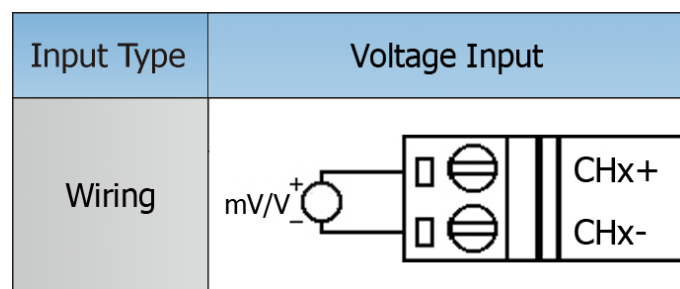 Input Type
Voltage Input
Wiring
mV/V
+
−
CHx+
CHx-